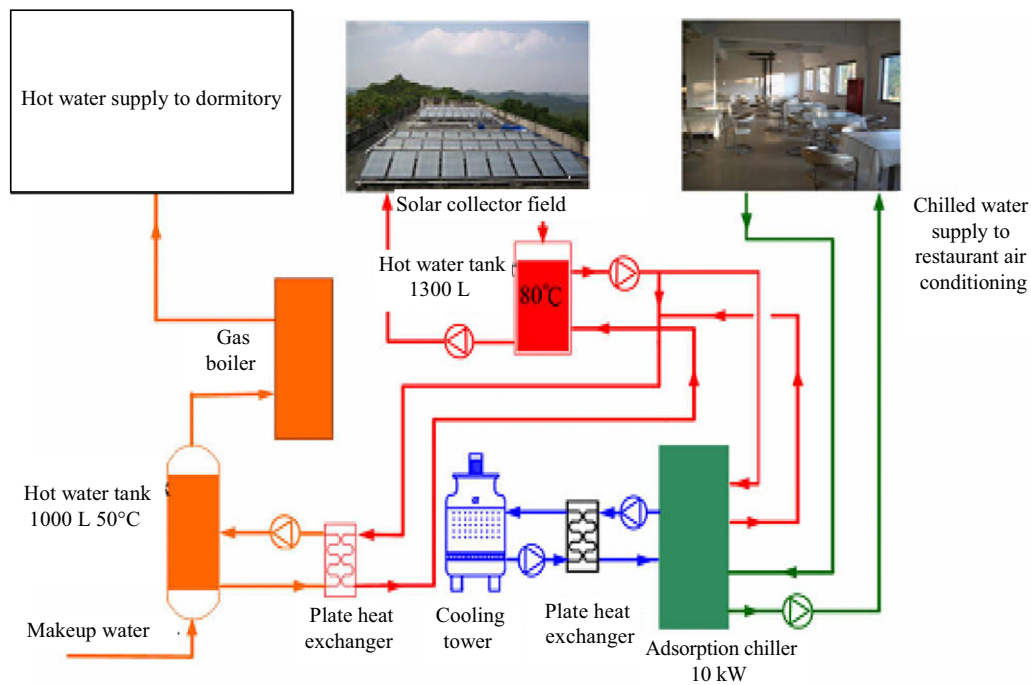 Hot water supply to dormitory
Solar collector field
Chilled water
supply to
restaurant air
conditioning
Hot water tank
1300 L
80℃
Gas
boiler
Hot water tank
1000 L 50°C
Makeup water
Plate heat
exchanger
Cooling
tower
Plate heat
exchanger
Adsorption chiller
10 kW